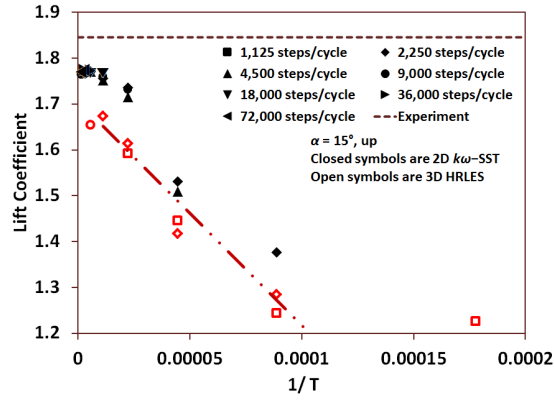 1.9
1.8
1.7
1.6
1.5
1.4
1.3
1.2
Lift Coefficient
1,125 steps/cycle
2,250 steps/cycle
4,500 steps/cycle
9,000 steps/cycle
18,000 steps/cycle
36,000 steps/cycle
72,000 steps/cycle
Experiment
α = 15°, up
Closed symbols are 2D kω−SST
Open symbols are 3D HRLES
0
0.00005
0.0001
0.00015
0.0002
1/ T